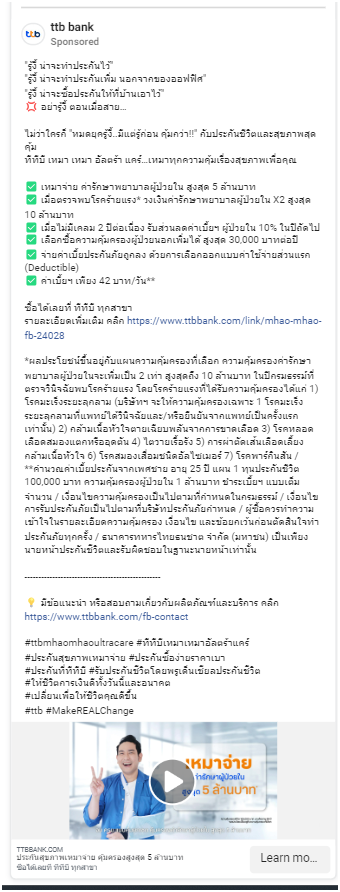 ttb bank
Sponsored
"รู้งี้ น่าจะทำประกันไว้"
"รู้งี้ น่าจะทำประกันเพิ่ม นอกจากของออฟฟิศ"
"รู้งี้ น่าจะซื้อประกันให้ที่บ้านเอาไว้"
💢 อย่ารู้งี้ ตอนเมื่อสาย...
ไม่ว่าใครก็ "หมดยุครู้งี้..มีแต่รู้ก่อน คุ้มกว่า!!" กับประกันชีวิตและสุขภาพสุด
คุ้ม
ทีทีบี เหมา เหมา อัลตร้า แคร์...เหมาทุกความคุ้มเรื่องสุขภาพเพื่อคุณ
✅ เหมาจ่าย ค่ารักษาพยาบาลผู้ป่วยใน สูงสุด 5 ล้านบาท
✅ เมื่อตรวจพบโรคร้ายแรง* วงเงินค่ารักษาพยาบาลผู้ป่วยใน X2 สูงสุด
10 ล้านบาท
✅ เมื่อไม่มีเคลม 2 ปีต่อเนื่อง รับส่วนลดค่าเบี้ยฯ ผู้ป่วยใน 10% ในปีถัดไป
✅ เลือกซื้อความคุ้มครองผู้ป่วยนอกเพิ่มได้ สูงสุด 30,000 บาทต่อปี
✅ จ่ายค่าเบี้ยประกันภัยถูกลง ด้วยการเลือกออกแบบค่าใช้จ่ายส่วนแรก
(Deductible)
✅ ค่าเบี้ยฯ เพียง 42 บาท/วัน**
ซื้อได้เลยที่ ทีทีบี ทุกสาขา
รายละเอียดเพิ่มเติม คลิก https://www.ttbbank.com/link/mhao-mhao-
fb-24028
*ผลประโยชน์ขึ้นอยู่กับแผนความคุ้มครองที่เลือก ความคุ้มครองค่ารักษา
พยาบาลผู้ป่วยในจะเพิ่มเป็น 2 เท่า สูงสุดถึง 10 ล้านบาท ในปีกรมธรรม์ที่
ตรวจวินิจฉัยพบโรคร้ายแรง โดยโรคร้ายแรงที่ได้รับความคุ้มครองได้แก่ 1)
โรคมะเร็งระยะลุกลาม (บริษัทฯ จะให้ความคุ้มครองเฉพาะ 1 โรคมะเร็ง
ระยะลุกลามที่แพทย์ได้วินิจฉัยและ/หรือยืนยันจากแพทย์เป็นครั้งแรก
เท่านั้น) 2) กล้ามเนื้อหัวใจตายเฉียบพลันจากการขาดเลือด 3) โรคหลอด
เลือดสมองแตกหรืออุดตัน 4) ไตวายเรื้อรัง 5) การผ่าตัดเส้นเลือดเลี้ยง
กล้ามเนื้อหัวใจ 6) โรคสมองเสื่อมชนิดอัลไซเมอร์ 7) โรคพาร์กินสัน /
**คำนวณค่าเบี้ยประกันจากเพศชาย อายุ 25 ปี แผน 1 ทุนประกันชีวิต
100,000 บาท ความคุ้มครองผู้ป่วยใน 1 ล้านบาท ชำระเบี้ยฯ แบบเต็ม
จำนวน / เงื่อนไขความคุ้มครองเป็นไปตามที่กำหนดในกรมธรรม์ / เงื่อนไข
การรับประกันภัยเป็นไปตามที่บริษัทประกันภัยกำหนด / ผู้ซื้อควรทำความ
เข้าใจในรายละเอียดความคุ้มครอง เงื่อนไข และข้อยกเว้นก่อนตัดสินใจทำ
ประกันภัยทุกครั้ง / ธนาคารทหารไทยธนชาต จำกัด (มหาชน) เป็นเพียง
นายหน้าประกันชีวิตและรับผิดชอบในฐานะนายหน้าเท่านั้น
--------------------------------------------------
💡 มีข้อแนะนำ หรือสอบถามเกี่ยวกับผลิตภัณฑ์และบริการ คลิก
https://www.ttbbank.com/fb-contact
#ttbmhaomhaoultracare #ทีทีบีเหมาเหมาอัลตร้าแคร์
#ประกันสุขภาพเหมาจ่าย #ประกันซื้อง่ายราคาเบา
#ประกันที่ทีทีบี #รับประกันชีวิตโดยพรูเด็นเชียลประกันชีวิต
#ให้ชีวิตการเงินดีทั้งวันนี้และอนาคต
#เปลี่ยนเพื่อให้ชีวิตคุณดีขึ้น
#ttb #MakeREALChange
เหมาจ่าย
ค่ารักษาผู้ป่วยใน
สูงสุด 5 ล้านบาท
TTBBANK.COM
ประกันสุขภาพเหมาจ่าย คุ้มครองสูงสุด 5 ล้านบาท
ซื้อได้เลยที่ ทีทีบี ทุกสาขา
Learn mo...